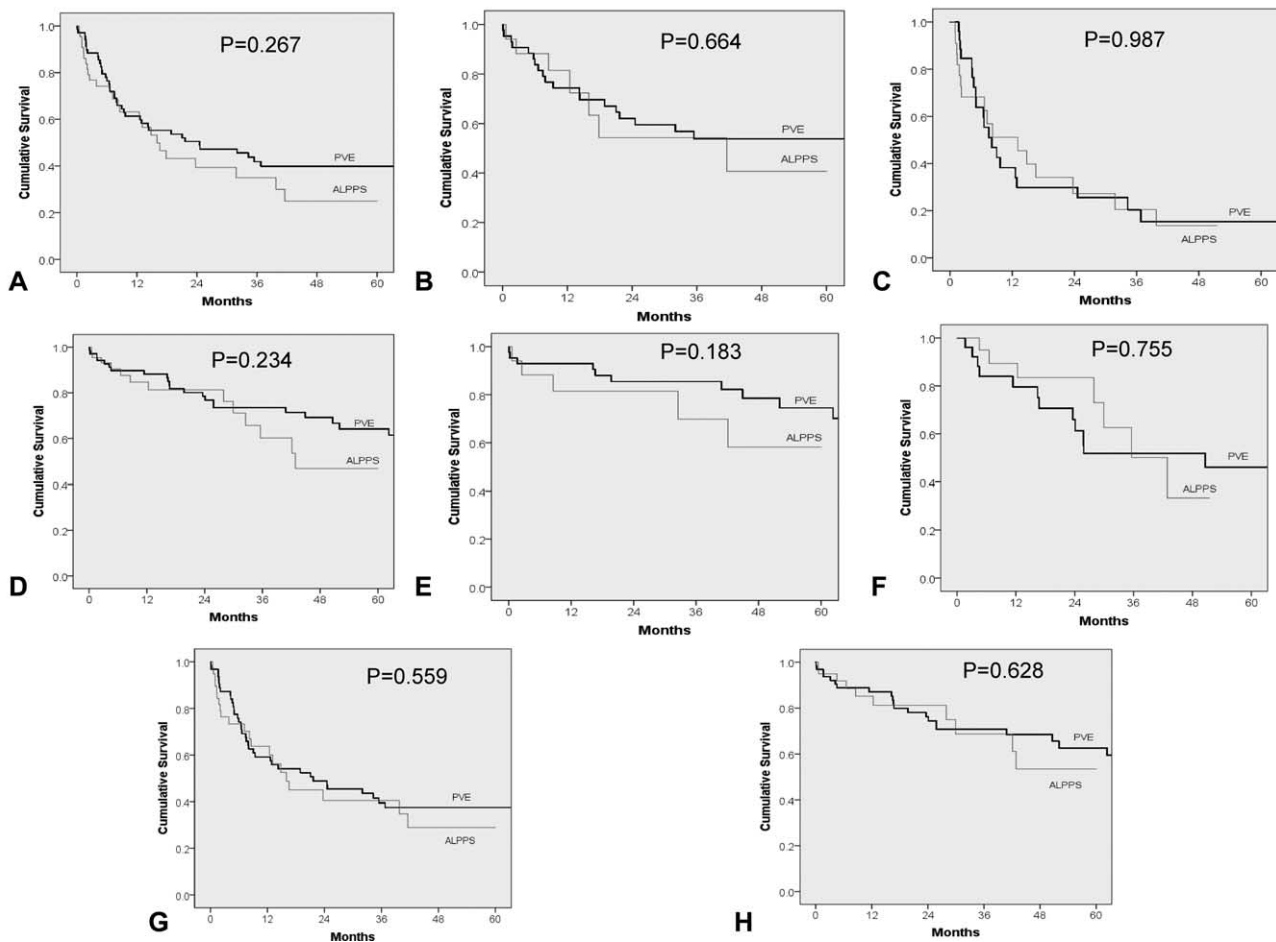 P=0.267
Cumulative Survival
1.0
0.8
0.6
0.4
0.2
0.0
PVE
ALPPS
0 12 24 36 48 60
Months
A
P=0.664
Cumulative Survival
1.0
0.8
0.6
0.4
0.2
0.0
PVE
ALPPS
0 12 24 36 48 60
Months
B
P=0.987
Cumulative Survival
1.0
0.8
0.6
0.4
0.2
0.0
PVE
ALPPS
0 12 24 36 48 60
Months
C
P=0.234
Cumulative Survival
1.0
0.8
0.6
0.4
0.2
0.0
PVE
ALPPS
0 12 24 36 48 60
Months
D
P=0.183
Cumulative Survival
1.0
0.8
0.6
0.4
0.2
0.0
PVE
ALPPS
0 12 24 36 48 60
Months
E
P=0.755
Cumulative Survival
1.0
0.8
0.6
0.4
0.2
0.0
PVE
ALPPS
0 12 24 36 48 60
Months
F
P=0.559
Cumulative Survival
1.0
0.8
0.6
0.4
0.2
0.0
PVE
ALPPS
0 12 24 36 48 60
Months
G
P=0.628
Cumulative Survival
1.0
0.8
0.6
0.4
0.2
0.0
PVE
ALPPS
0 12 24 36 48 60
Months
H